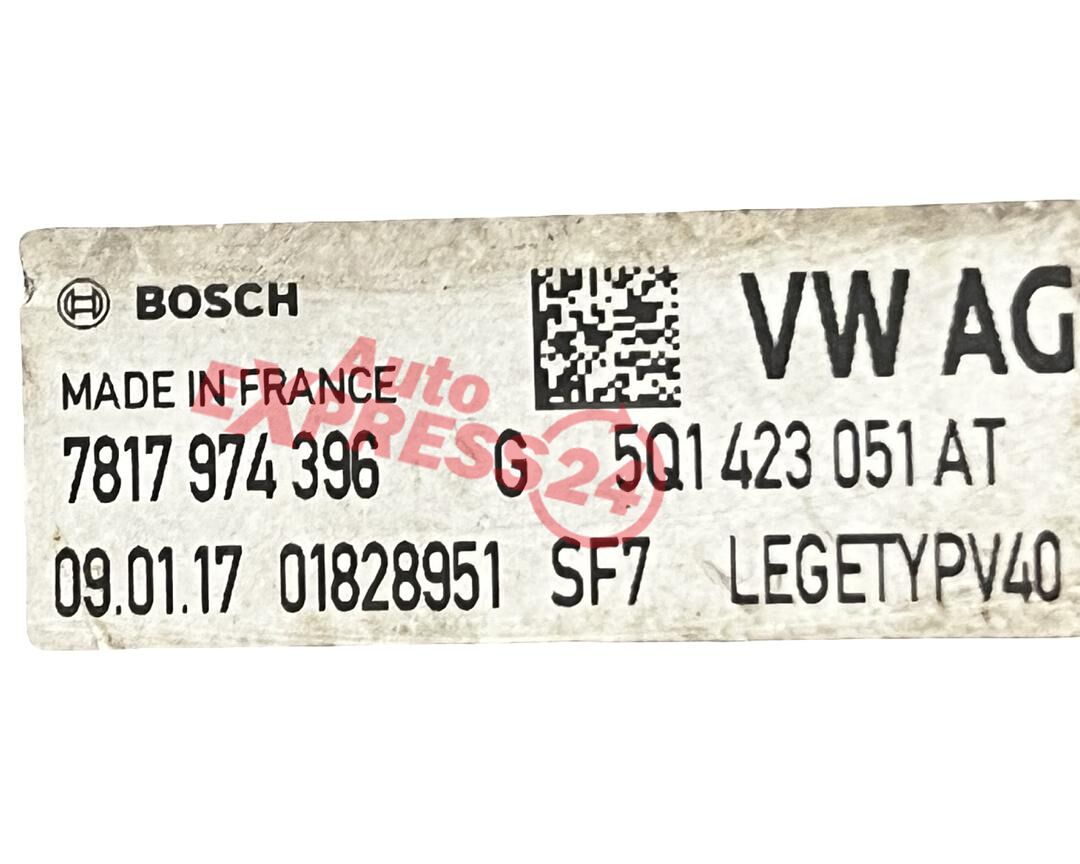 BOSCH
VW AG
MADE IN FRANCE
7817 974 396 G 5Q1 423 051 AT
09.01.17 01828951 SF7 LEGETYPV40
Auto
EXPRESS24